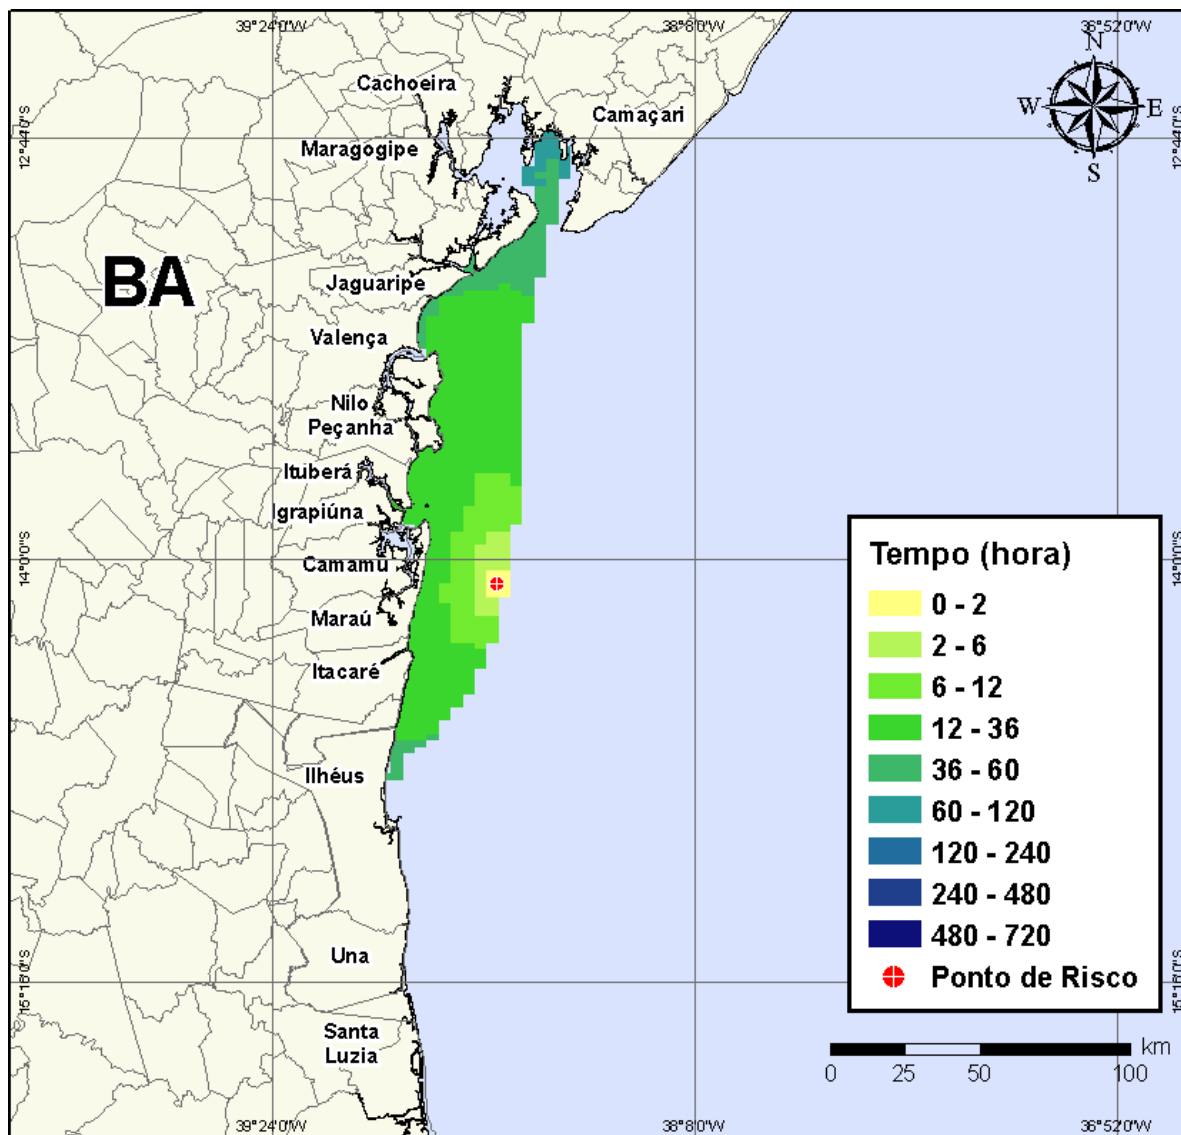 39°24'0"W
38°8'0"W
36°52'0"W
N
W
E
S
12°44'0"S
12°44'0"S
Cachoeira
Camaçari
Maragogipe
BA
Jaguaripe
Valença
Nilo
Peçanha
Ituberá
Igrapiúna
14°0'0"S
14°0'0"S
Camamu
Maraú
Itacaré
Ilhéus
Una
15°16'0"S
15°16'0"S
Santa
Luzia
Tempo (hora)
0 - 2
2 - 6
6 - 12
12 - 36
36 - 60
60 - 120
120 - 240
240 - 480
480 - 720
Ponto de Risco
km
0 25 50 100
39°24'0"W
38°8'0"W
36°52'0"W